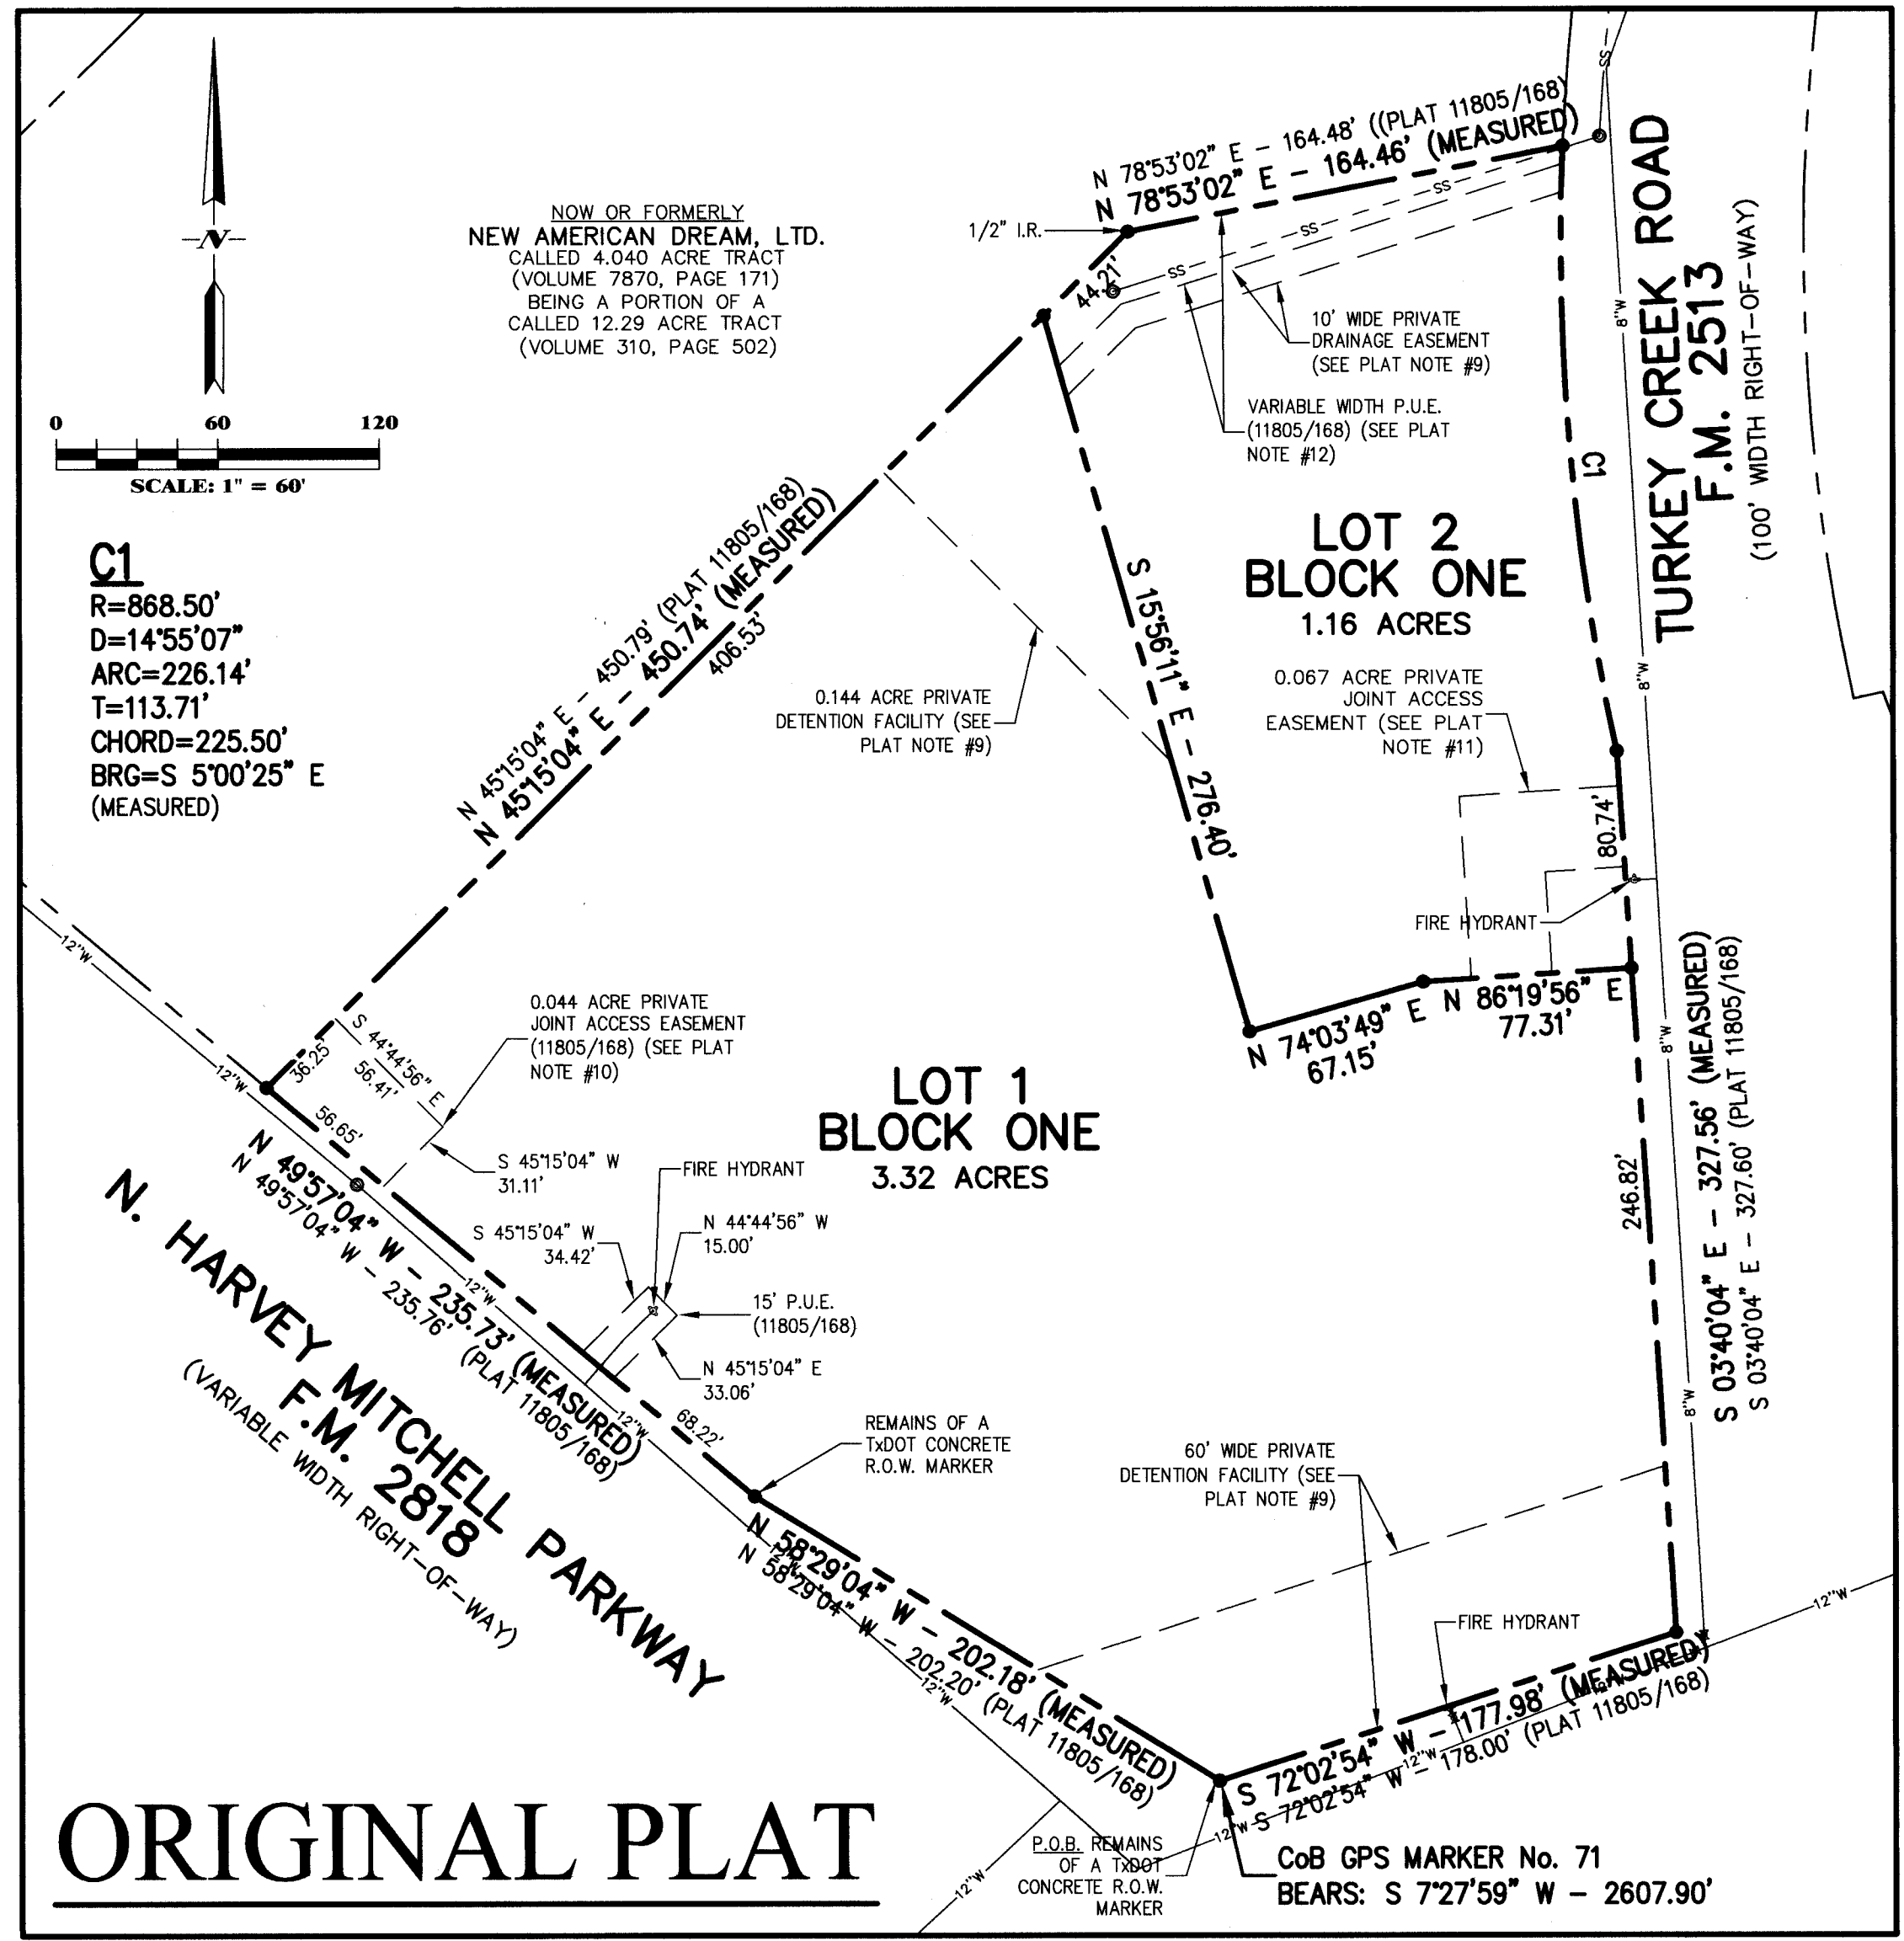 N
0 60 120
SCALE: 1" = 60'
NOW OR FORMERLY
NEW AMERICAN DREAM, LTD.
CALLED 4.040 ACRE TRACT
(VOLUME 7870, PAGE 171)
BEING A PORTION OF A
CALLED 12.29 ACRE TRACT
(VOLUME 310, PAGE 502)
C1
R=868.50'
D=14°55'07"
ARC=226.14'
T=113.71'
CHORD=225.50'
BRG=S 5°00'25" E
(MEASURED)
N 78°53'02" E - 164.48' ((PLAT 11805/168)
N 78°53'02" E - 164.46' (MEASURED)
1/2" I.R.
44.21'
SS
SS
SS
SS
10' WIDE PRIVATE
DRAINAGE EASEMENT
(SEE PLAT NOTE #9)
VARIABLE WIDTH P.U.E.
(11805/168) (SEE PLAT
NOTE #12)
C1
8"W
TURKEY CREEK ROAD
F.M. 2513
(100' WIDTH RIGHT-OF-WAY)
LOT 2
BLOCK ONE
1.16 ACRES
N 45°15'04" E - 450.79' (PLAT 11805/168)
N 45°15'04" E - 450.74' (MEASURED)
406.53'
S 15°56'11" E - 276.40'
0.144 ACRE PRIVATE
DETENTION FACILITY (SEE
PLAT NOTE #9)
0.067 ACRE PRIVATE
JOINT ACCESS
EASEMENT (SEE PLAT
NOTE #11)
8"W
80.74'
FIRE HYDRANT
N 74°03'49" E
67.15'
N 86°19'56" E
77.31'
8"W
12"W
0.044 ACRE PRIVATE
JOINT ACCESS EASEMENT
(11805/168) (SEE PLAT
NOTE #10)
S 44°44'56" E
56.41'
36.25'
12"W
56.65'
S 45°15'04" W
31.11'
LOT 1
BLOCK ONE
3.32 ACRES
FIRE HYDRANT
S 45°15'04" W
34.42'
N 44°44'56" W
15.00'
15' P.U.E.
(11805/168)
N 45°15'04" E
33.06'
12"W
N 49°57'04" W - 235.73' (MEASURED)
N 49°57'04" W - 235.76' (PLAT 11805/168)
12"W
68.22'
N. HARVEY MITCHELL PARKWAY
F.M. 2818
(VARIABLE WIDTH RIGHT-OF-WAY)
246.82'
S 03°40'04" E - 327.56' (MEASURED)
S 03°40'04" E - 327.60' (PLAT 11805/168)
8"W
REMAINS OF A
TxDOT CONCRETE
R.O.W. MARKER
60' WIDE PRIVATE
DETENTION FACILITY (SEE
PLAT NOTE #9)
N 58°29'04" W - 202.18' (MEASURED)
N 58°29'04" W - 202.20' (PLAT 11805/168)
12"W
12"W
FIRE HYDRANT
12"W
S 72°02'54" W - 177.98' (MEASURED)
S 72°02'54" W - 178.00' (PLAT 11805/168)
12"W
12"W
12"W
12"W
P.O.B. REMAINS
OF A TxDOT
CONCRETE R.O.W.
MARKER
CoB GPS MARKER No. 71
BEARS: S 7°27'59" W - 2607.90'
ORIGINAL PLAT